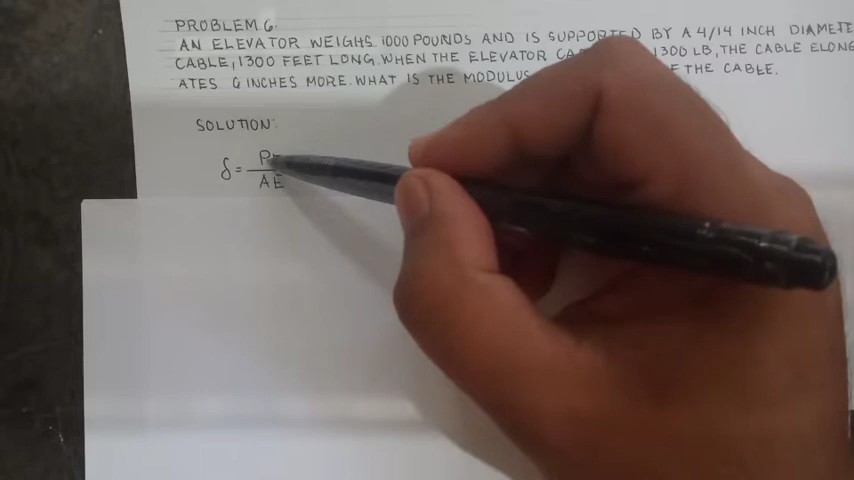 PROBLEM 6.
AN ELEVATOR WEIGHS 1000 POUNDS AND IS SUPPORTED BY A 4/14 INCH DIAMETE
CABLE, 1300 FEET LONG. WHEN THE ELEVATOR 1300 LB, THE CABLE ELONG
ATES 6 INCHES MORE. WHAT IS THE MODULUS THE CABLE.
SOLUTION:
δ = P
A E